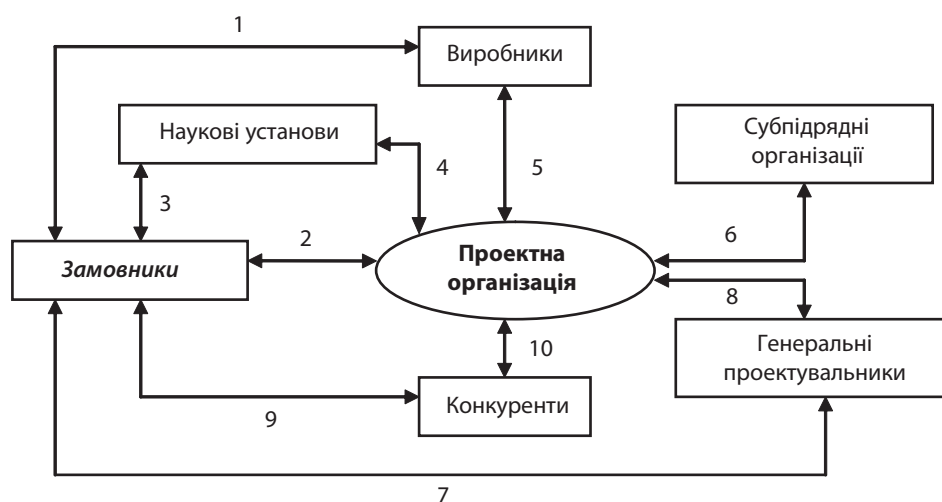 1
Виробники
Наукові установи
4
5
Субпідрядні
організації
3
2
Замовники
Проектна
організація
6
8
10
Генеральні
проектувальники
9
Конкуренти
7